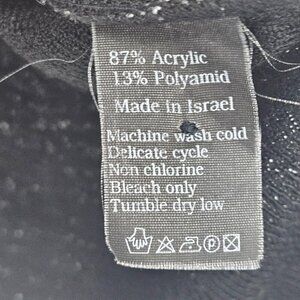 87% Acrylic
13% Polyamid
Made in Israel
Machine wash cold
Delicate cycle
Non chlorine
Bleach only
Tumble dry low
P